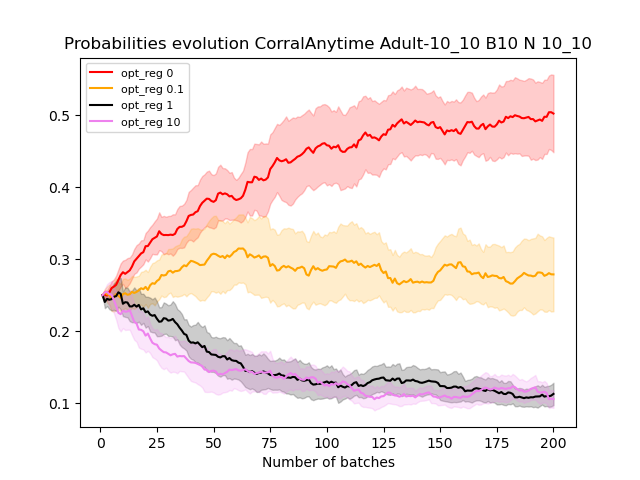 Probabilities evolution CorralAnytime Adult-10_10 B10 N 10_10
opt_reg 0
opt_reg 0.1
opt_reg 1
opt_reg 10
0.5
0.4
0.3
0.2
0.1
0 25 50 75 100 125 150 175 200
Number of batches